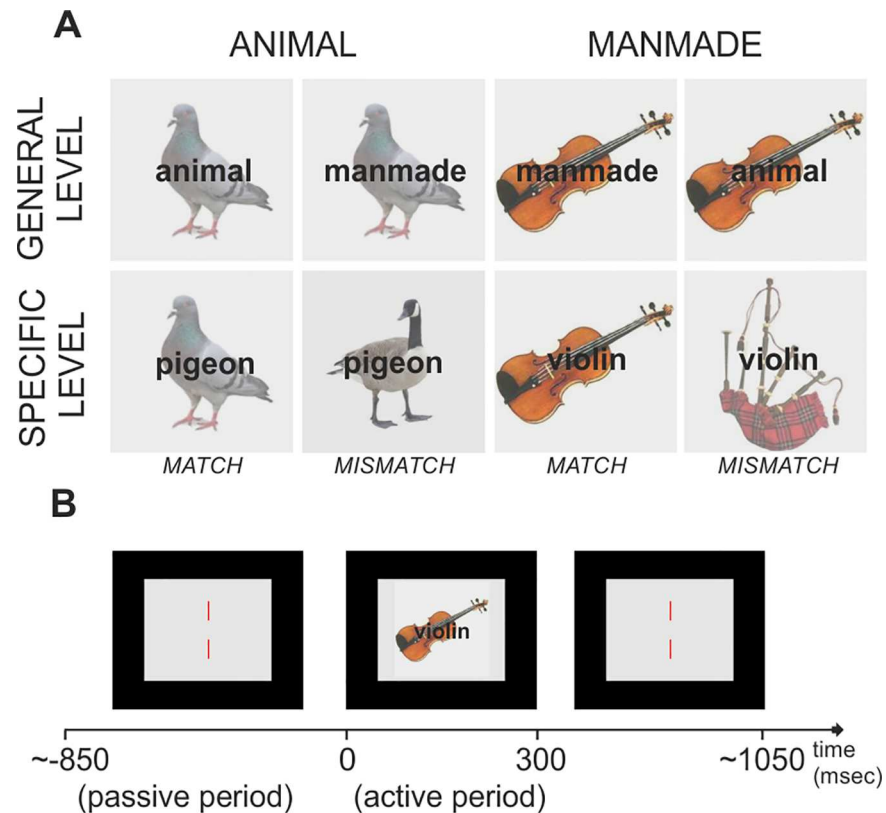 A
ANIMAL MANMADE
GENERAL
LEVEL
animal manmade manmade animal
SPECIFIC
LEVEL
pigeon pigeon violin violin
MATCH MISMATCH MATCH MISMATCH
B
violin
~-850 0 300 ~1050 time
(msec)
(passive period) (active period)